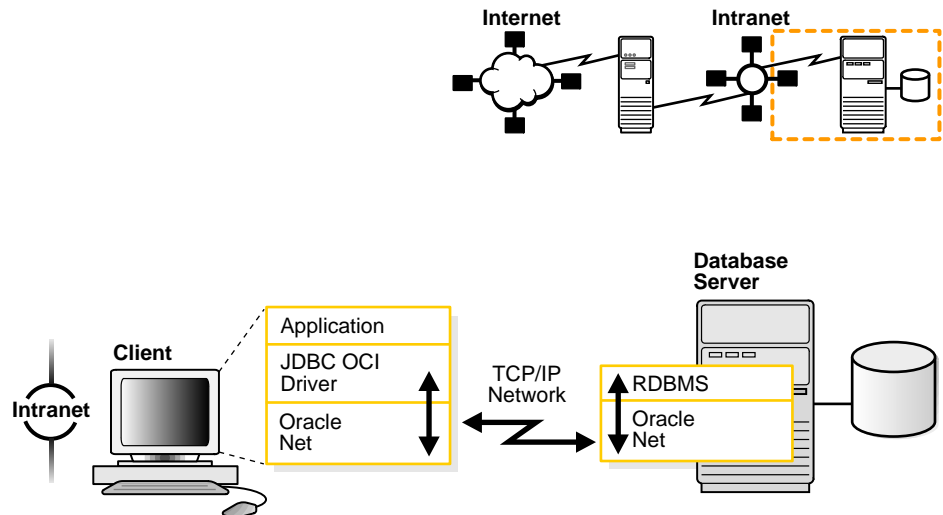 Internet
Intranet
Database
Server
Client
Intranet
Application
JDBC OCI
Driver
Oracle
Net
TCP/IP
Network
RDBMS
Oracle
Net